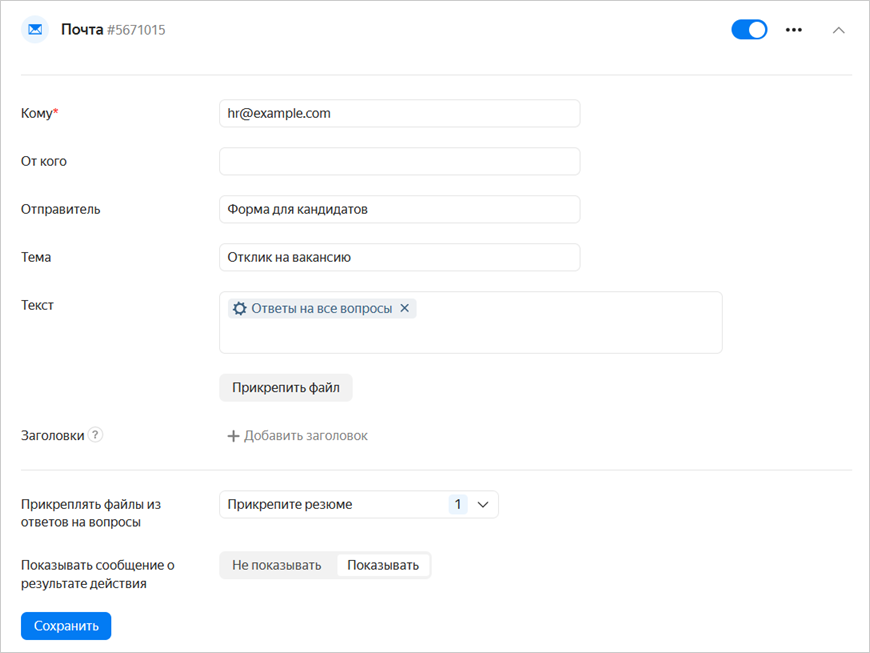 Почта #5671015
Кому*
hr@example.com
От кого
Отправитель
Форма для кандидатов
Тема
Отклик на вакансию
Текст
Ответы на все вопросы
Прикрепить файл
Заголовки ?
Добавить заголовок
Прикреплять файлы из
ответов на вопросы
Прикрепите резюме 1
Показывать сообщение о
результате действия
Не показывать Показывать
Сохранить